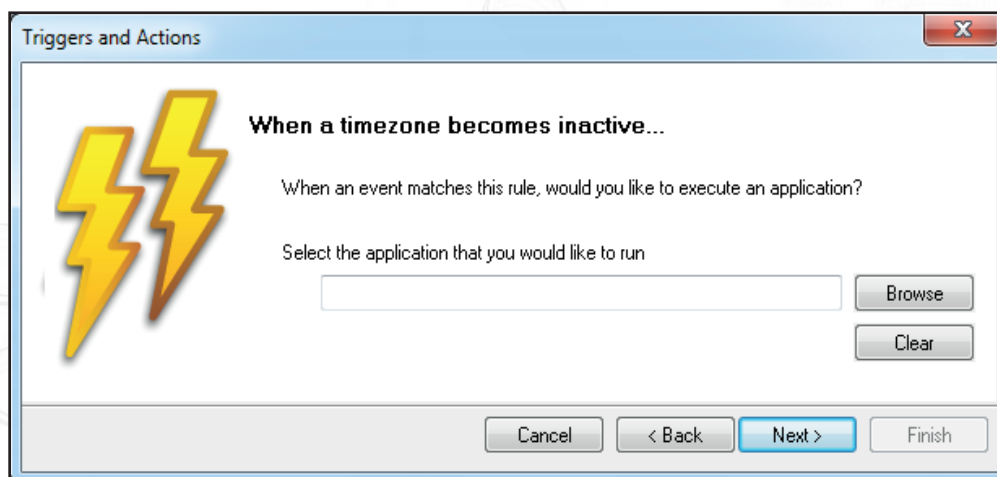 Triggers and Actions
X
When a timezone becomes inactive...
When an event matches this rule, would you like to execute an application?
Select the application that you would like to run
Browse
Clear
Cancel
< Back
Next >
Finish